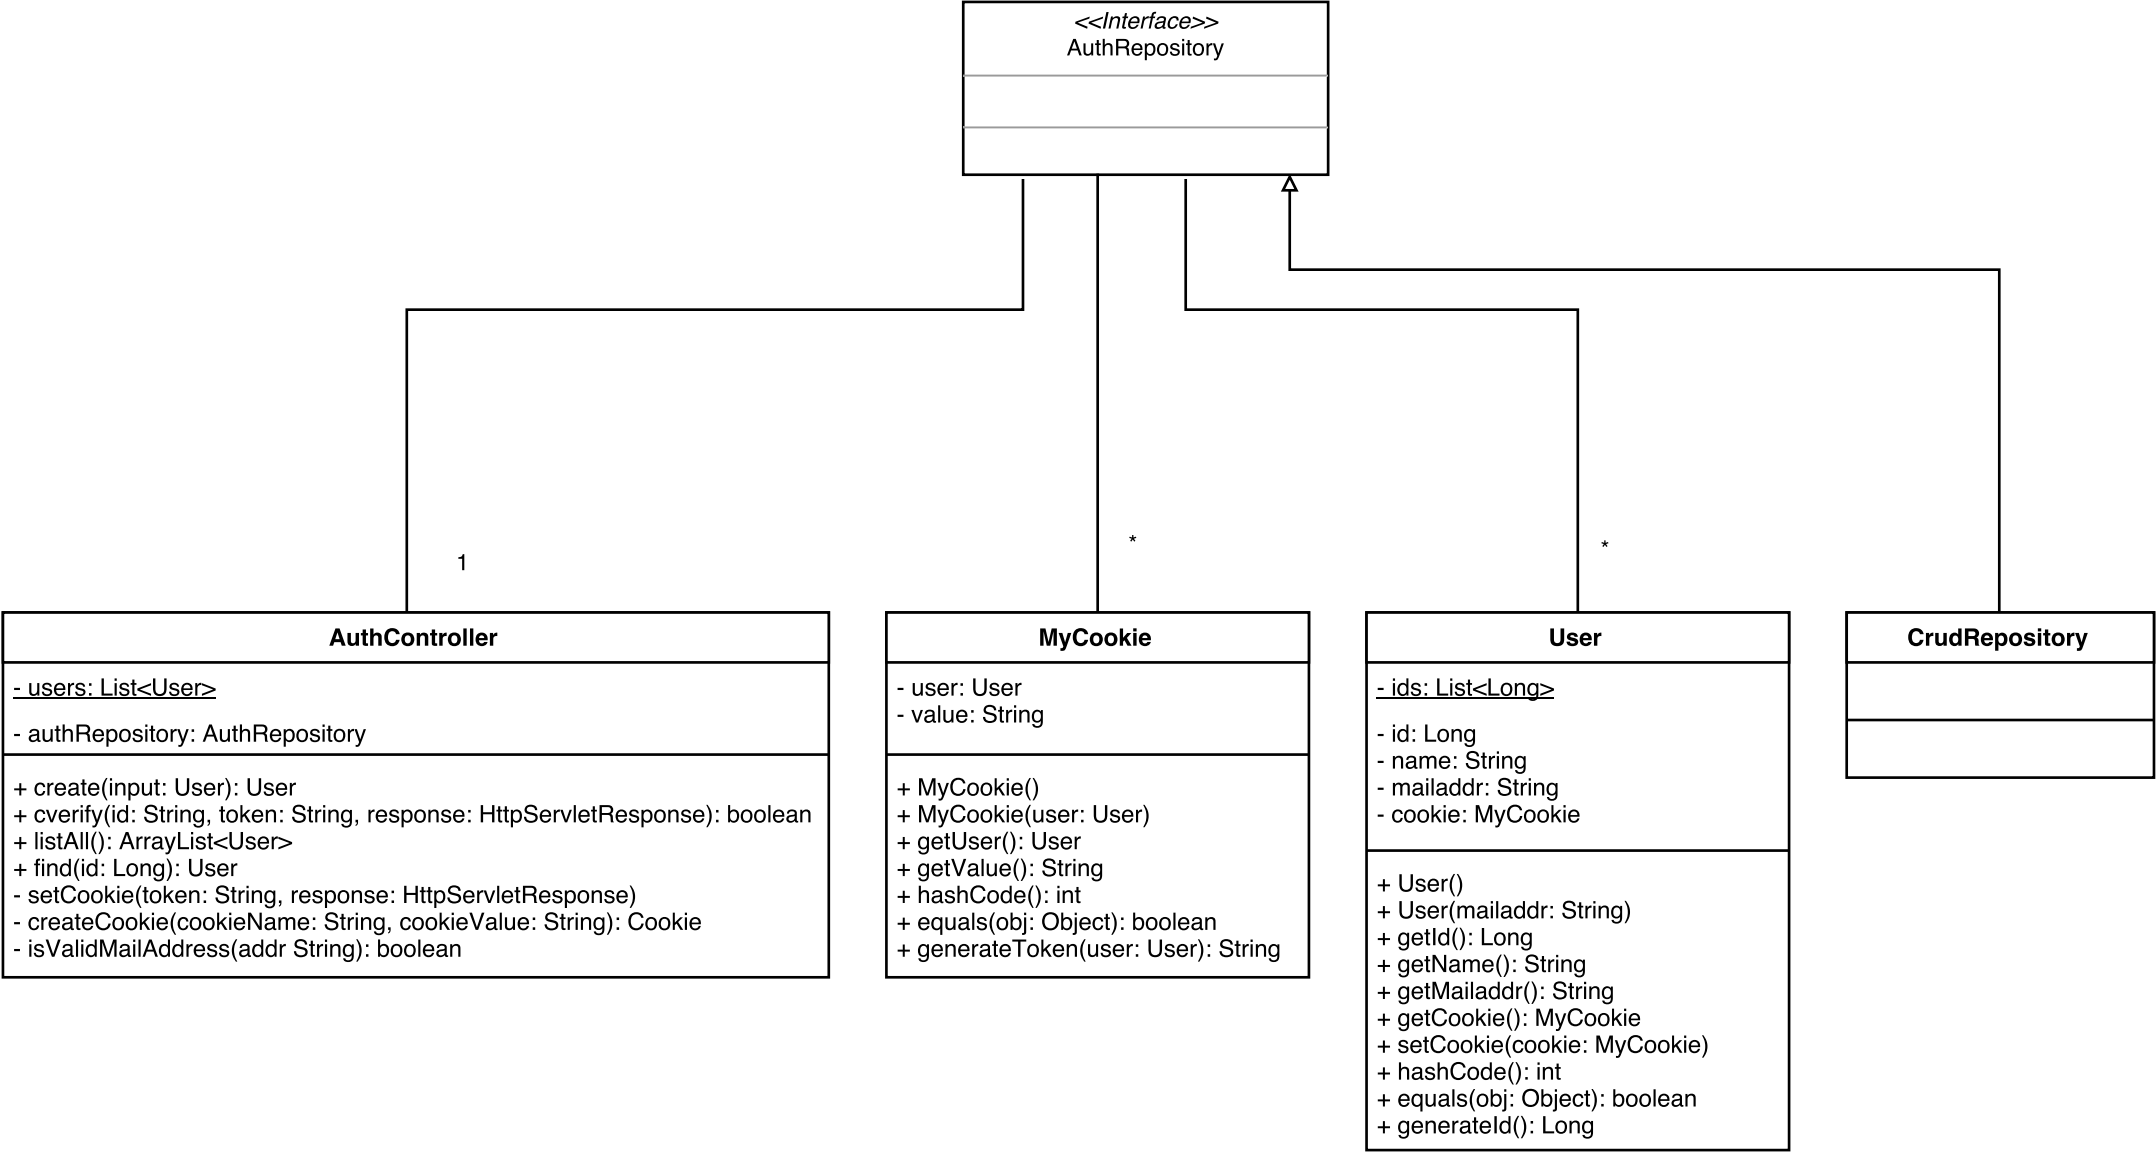 <<Interface>>
AuthRepository
1
*
*
AuthController
- users: List<User>
- authRepository: AuthRepository
+ create(input: User): User
+ cverify(id: String, token: String, response: HttpServletResponse): boolean
+ listAll(): ArrayList<User>
+ find(id: Long): User
- setCookie(token: String, response: HttpServletResponse)
- createCookie(cookieName: String, cookieValue: String): Cookie
- isValidMailAddress(addr String): boolean
MyCookie
- user: User
- value: String
+ MyCookie()
+ MyCookie(user: User)
+ getUser(): User
+ getValue(): String
+ hashCode(): int
+ equals(obj: Object): boolean
+ generateToken(user: User): String
User
- ids: List<Long>
- id: Long
- name: String
- mailaddr: String
- cookie: MyCookie
+ User()
+ User(mailaddr: String)
+ getId(): Long
+ getName(): String
+ getMailaddr(): String
+ getCookie(): MyCookie
+ setCookie(cookie: MyCookie)
+ hashCode(): int
+ equals(obj: Object): boolean
+ generateId(): Long
CrudRepository